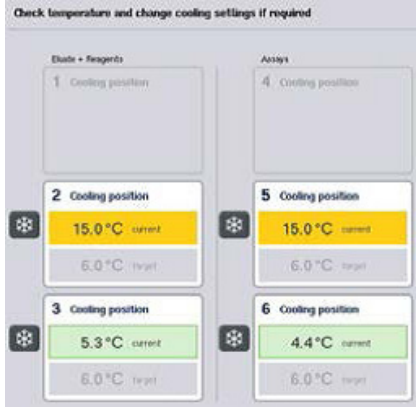 Check temperature and change cooling settings if required
Eluate + Reagents
1 Cooling position
2 Cooling position
15.0 °C current
6.0 °C target
3 Cooling position
5.3 °C current
6.0 °C target
Assays
4 Cooling position
5 Cooling position
15.0 °C current
6.0 °C target
6 Cooling position
4.4 °C current
6.0 °C target